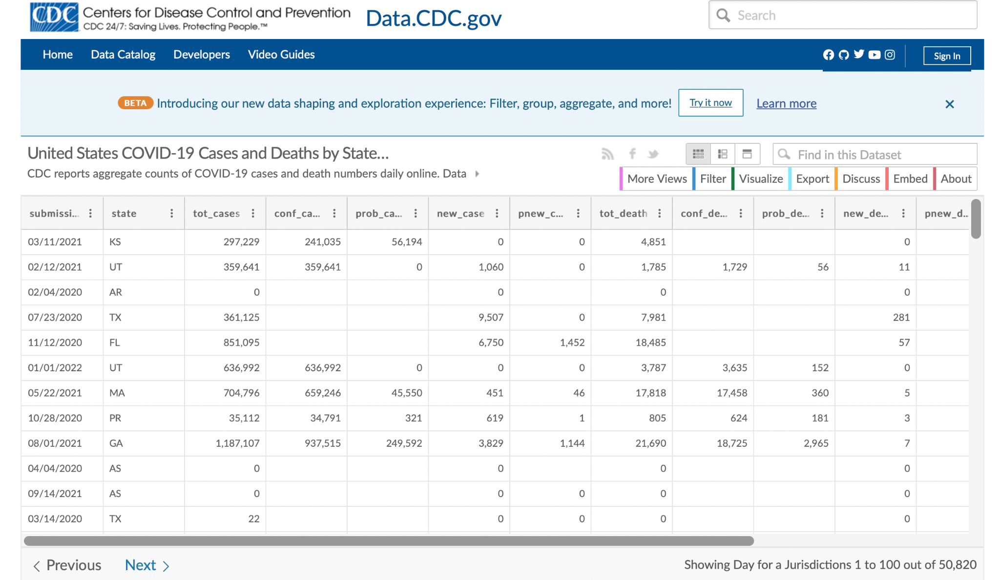 CDC Centers for Disease Control and Prevention
CDC 24/7: Saving Lives. Protecting People.™
Data.CDC.gov
Search
Home Data Catalog Developers Video Guides Sign In
BETA Introducing our new data shaping and exploration experience: Filter, group, aggregate, and more! Try it now Learn more
United States COVID-19 Cases and Deaths by State...
Find in this Dataset
CDC reports aggregate counts of COVID-19 cases and death numbers daily online. Data
More Views Filter Visualize Export Discuss Embed About
submissi... state tot_cases conf_ca... prob_ca... new_case pnew_c... tot_death conf_de... prob_de... new_de... pnew_d...
03/11/2021 KS 297,229 241,035 56,194 0 0 4,851 0
02/12/2021 UT 359,641 359,641 0 1,060 0 1,785 1,729 56 11
02/04/2020 AR 0 0 0 0
07/23/2020 TX 361,125 9,507 0 7,981 281
11/12/2020 FL 851,095 6,750 1,452 18,485 57
01/01/2022 UT 636,992 636,992 0 0 0 3,787 3,635 152 0
05/22/2021 MA 704,796 659,246 45,550 451 46 17,818 17,458 360 5
10/28/2020 PR 35,112 34,791 321 619 1 805 624 181 3
08/01/2021 GA 1,187,107 937,515 249,592 3,829 1,144 21,690 18,725 2,965 7
04/04/2020 AS 0 0 0 0
09/14/2021 AS 0 0 0 0 0
03/14/2020 TX 22 0 0 0 0
Previous Next Showing Day for a Jurisdictions 1 to 100 out of 50,820